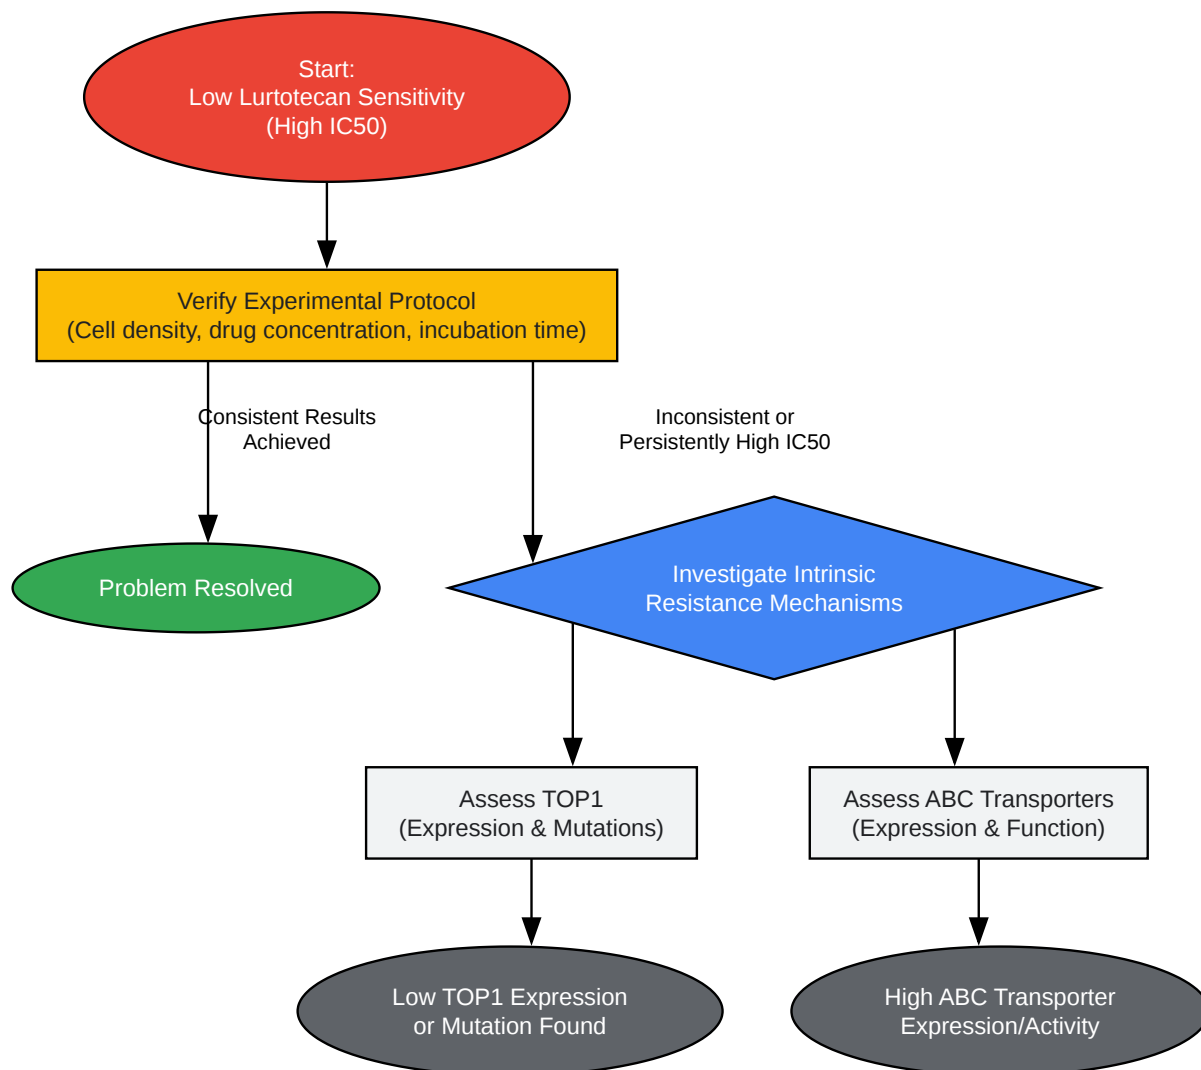 Start:
Low Lurtotecan Sensitivity
(High IC50)
Verify Experimental Protocol
(Cell density, drug concentration, incubation time)
Consistent Results
Achieved
Inconsistent or
Persistently High IC50
Problem Resolved
Investigate Intrinsic
Resistance Mechanisms
Assess TOP1
(Expression & Mutations)
Assess ABC Transporters
(Expression & Function)
Low TOP1 Expression
or Mutation Found
High ABC Transporter
Expression/Activity